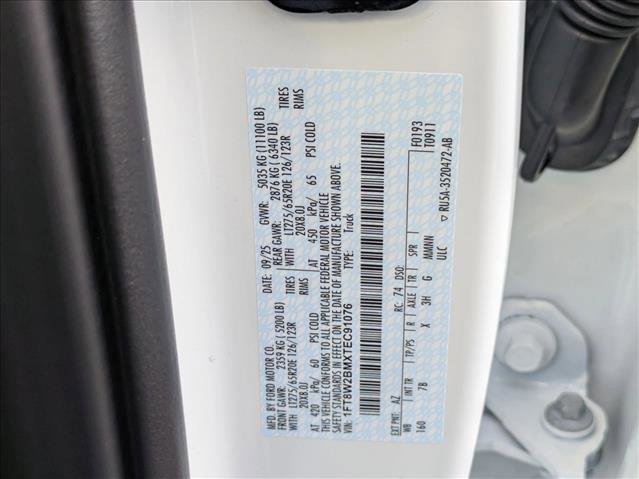 MFD. BY FORD MOTOR CO.
DATE: 09/25
GVWR: 5035 KG (11100 LB)
FRONT GAWR: 2359 KG (5200 LB)
REAR GAWR: 2876 KG (6340 LB)
WITH LT275/65R20E 126/123R TIRES
WITH LT275/65R20E 126/123R TIRES
20X8.0J RIMS
20X8.0J RIMS
AT 420 kPa/ 60 PSI COLD
AT 450 kPa/ 65 PSI COLD
THIS VEHICLE CONFORMS TO ALL APPLICABLE FEDERAL MOTOR VEHICLE
SAFETY STANDARDS IN EFFECT ON THE DATE OF MANUFACTURE SHOWN ABOVE.
VIN: 1FT8W2BMXTEC91076
TYPE: Truck
F0193
T0911
EXT PNT: AZ RC: 74 DSO:
WB INT TR TP/PS R AXLE TR SPR
160 7B X 3H G MMMNN
ULC
▽ RU5A-3520472-AB